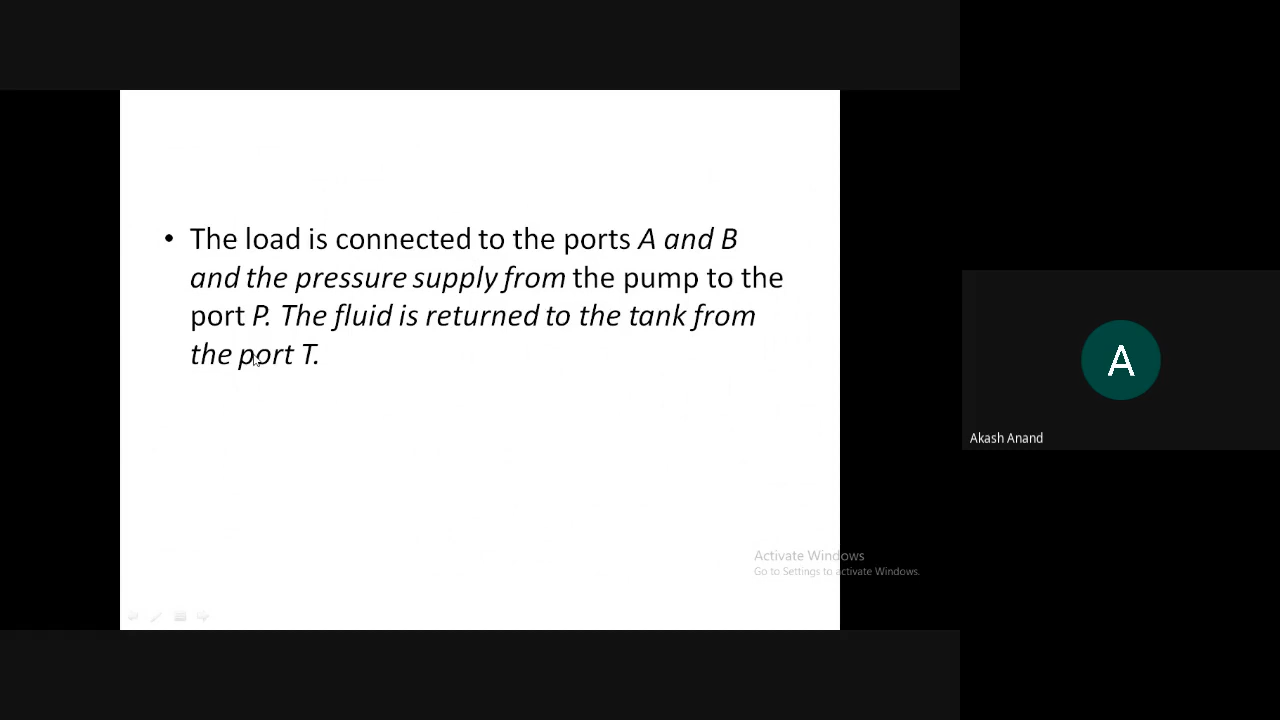 • The load is connected to the ports A and B
and the pressure supply from the pump to the
port P. The fluid is returned to the tank from
the port T.
A
Akash Anand
Activate Windows
Go to Settings to activate Windows.